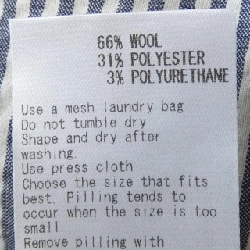 66% WOOL
31% POLYESTER
3% POLYURETHANE
Use a mesh laundry bag
Do not tumble dry
Shape and dry after
washing.
Use press cloth
Choose the size that fits
best. Pilling tends to
occur when the size is too
small
Remove pilling with